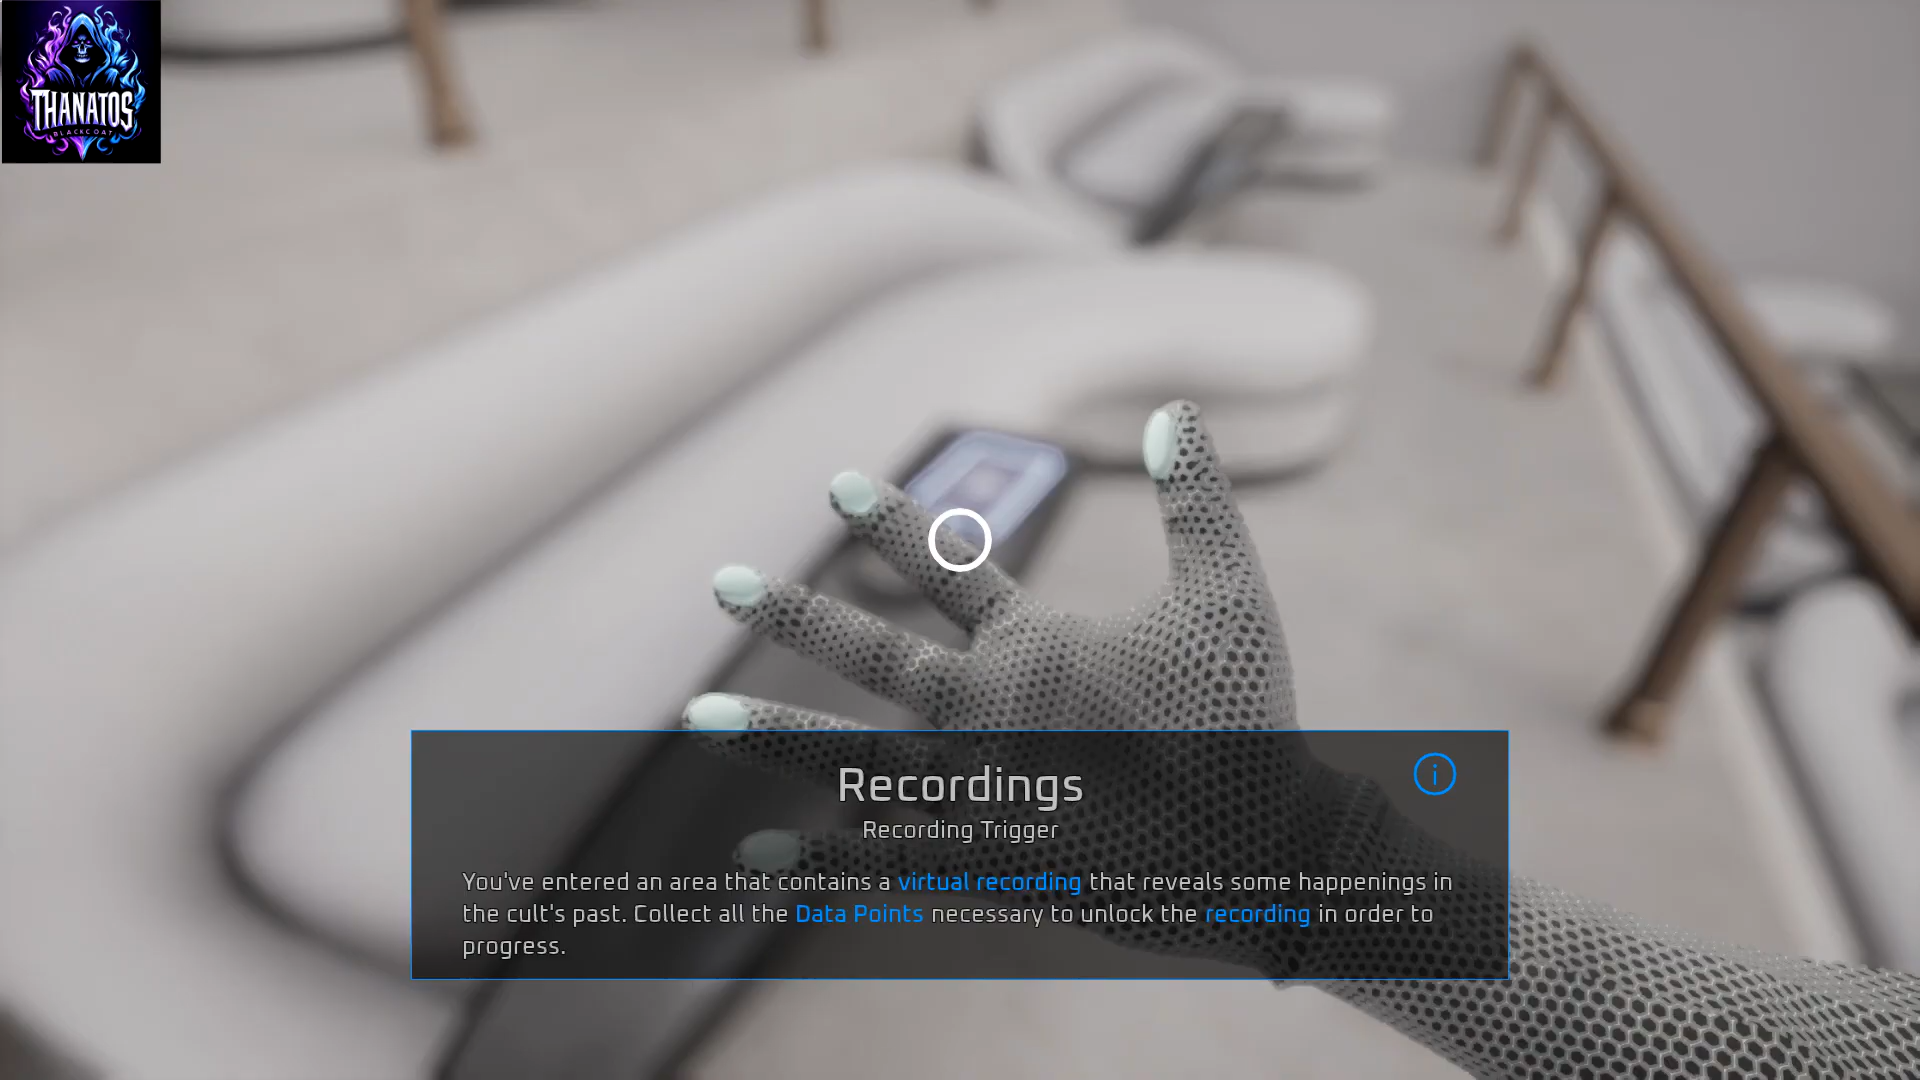 THANATOS
BLACKCOAT
Recordings
Recording Trigger
You've entered an area that contains a virtual recording that reveals some happenings in
the cult's past. Collect all the Data Points necessary to unlock the recording in order to
progress.